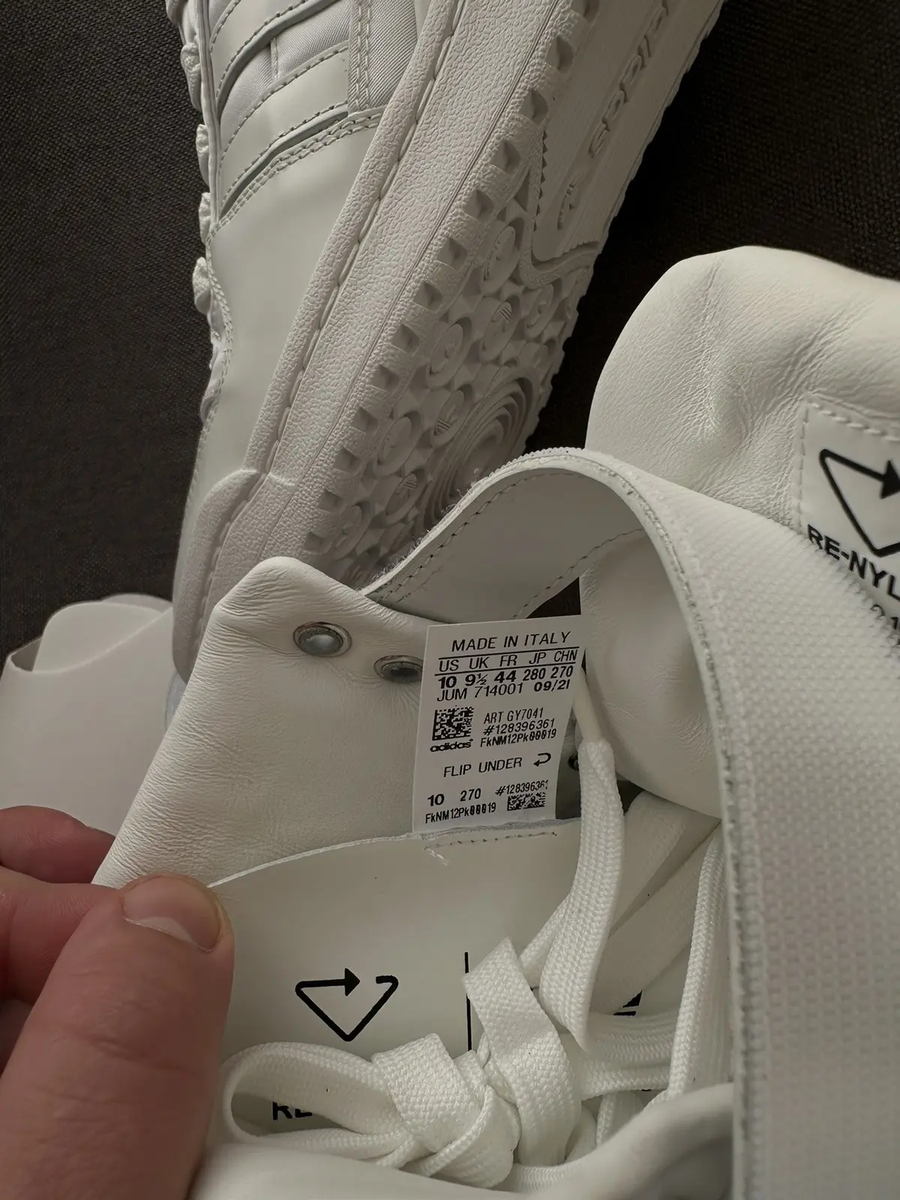 adidas
RE-NYL
MADE IN ITALY
US UK FR JP CHN
10 9½ 44 280 270
JUM 714001 09/21
ART GY7041
#128396361
adidas FkNM12Pk00019
FLIP UNDER
10 270 #128396361
FkNM12Pk00019